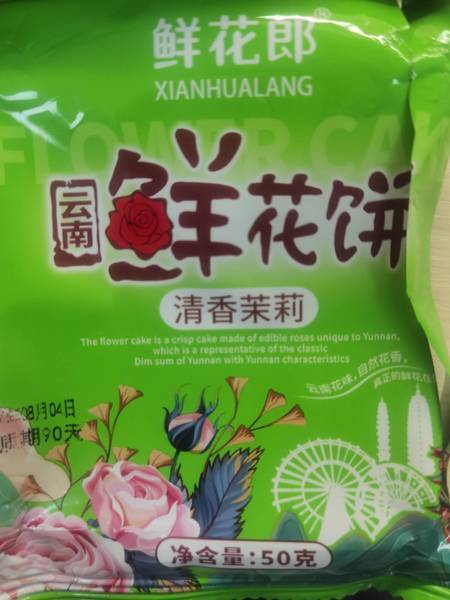 鲜花郎®
XIANHUALANG
FLOWER CAK
云南
鲜花饼
清香茉莉
The flower cake is a crisp cake made of edible roses unique to Yunnan,
which is a representative of the classic
Dim sum of Yunnan with Yunnan characteristics
云南花味,自然花香,
真正的鲜花在
08月04日
期90天
净含量:50克